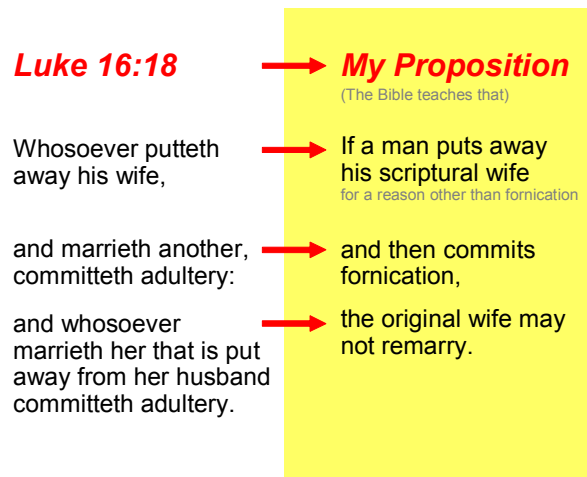 Luke 16:18
My Proposition
(The Bible teaches that)
Whosoever putteth
away his wife,
If a man puts away
his scriptural wife
for a reason other than fornication
and marrieth another,
committeth adultery:
and then commits
fornication,
and whosoever
marrieth her that is put
away from her husband
committeth adultery.
the original wife may
not remarry.